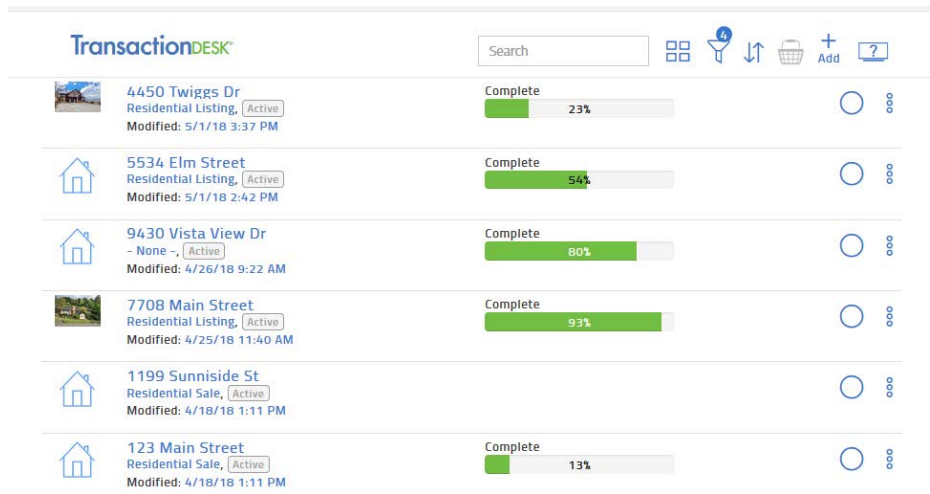 TransactionDESK®
Search
4
+
Add
?
4450 Twiggs Dr
Residential Listing, Active
Modified: 5/1/18 3:37 PM
Complete
23%
5534 Elm Street
Residential Listing, Active
Modified: 5/1/18 2:42 PM
Complete
54%
9430 Vista View Dr
- None -, Active
Modified: 4/26/18 9:22 AM
Complete
80%
7708 Main Street
Residential Listing, Active
Modified: 4/25/18 11:40 AM
Complete
93%
1199 Sunniside St
Residential Sale, Active
Modified: 4/18/18 1:11 PM
123 Main Street
Residential Sale, Active
Modified: 4/18/18 1:11 PM
Complete
13%